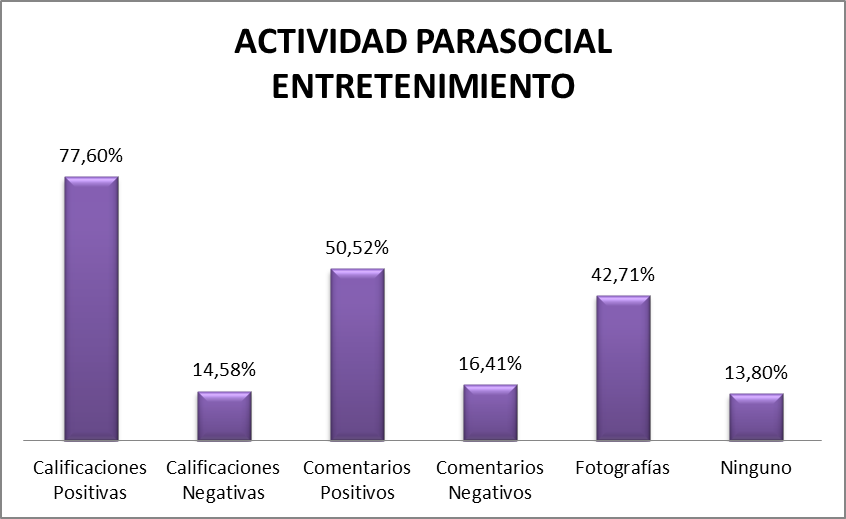 ACTIVIDAD PARASOCIAL
ENTRETENIMIENTO
77,60%
14,58%
50,52%
16,41%
42,71%
13,80%
Calificaciones
Positivas
Calificaciones
Negativas
Comentarios
Positivos
Comentarios
Negativos
Fotografías
Ninguno